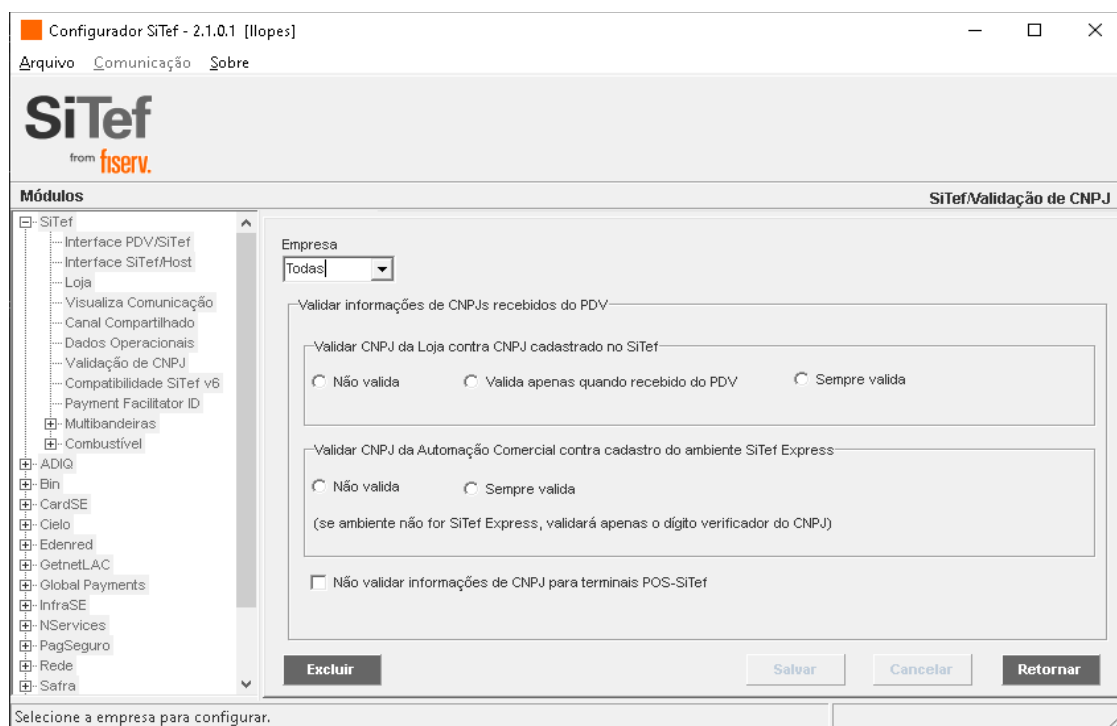 Configurador SiTef - 2.1.0.1 [llopes]
Arquivo Comunicação Sobre
SiTef
from fiserv.
Módulos
SiTef/Validação de CNPJ
SiTef
Interface PDV/SiTef
Interface SiTef/Host
Loja
Visualiza Comunicação
Canal Compartilhado
Dados Operacionais
Validação de CNPJ
Compatibilidade SiTef v6
Payment Facilitator ID
Multibandeiras
Combustível
ADIQ
Bin
CardSE
Cielo
Edenred
GetnetLAC
Global Payments
InfraSE
NServices
PagSeguro
Rede
Safra
Empresa
Todas
Validar informações de CNPJs recebidos do PDV
Validar CNPJ da Loja contra CNPJ cadastrado no SiTef
Não valida Valida apenas quando recebido do PDV Sempre valida
Validar CNPJ da Automação Comercial contra cadastro do ambiente SiTef Express
Não valida Sempre valida
(se ambiente não for SiTef Express, validará apenas o dígito verificador do CNPJ)
Não validar informações de CNPJ para terminais POS-SiTef
Excluir Salvar Cancelar Retornar
Selecione a empresa para configurar.